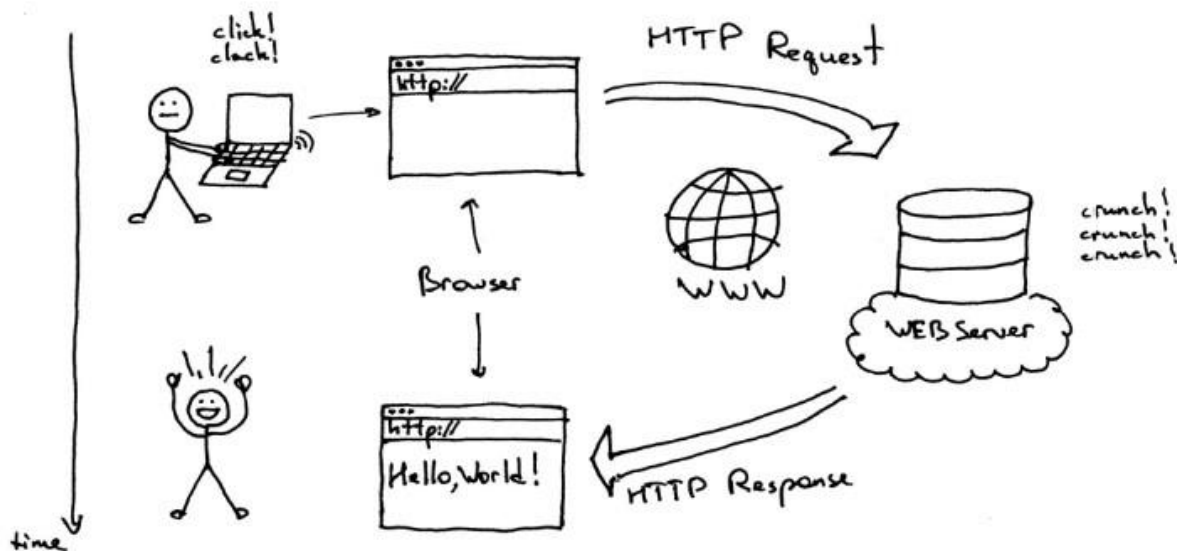 click!
clack!
HTTP Request
http://
crunch!
crunch!
crunch!
Browser
WWW
WEB Server
http://
Hello, World!
HTTP Response
time